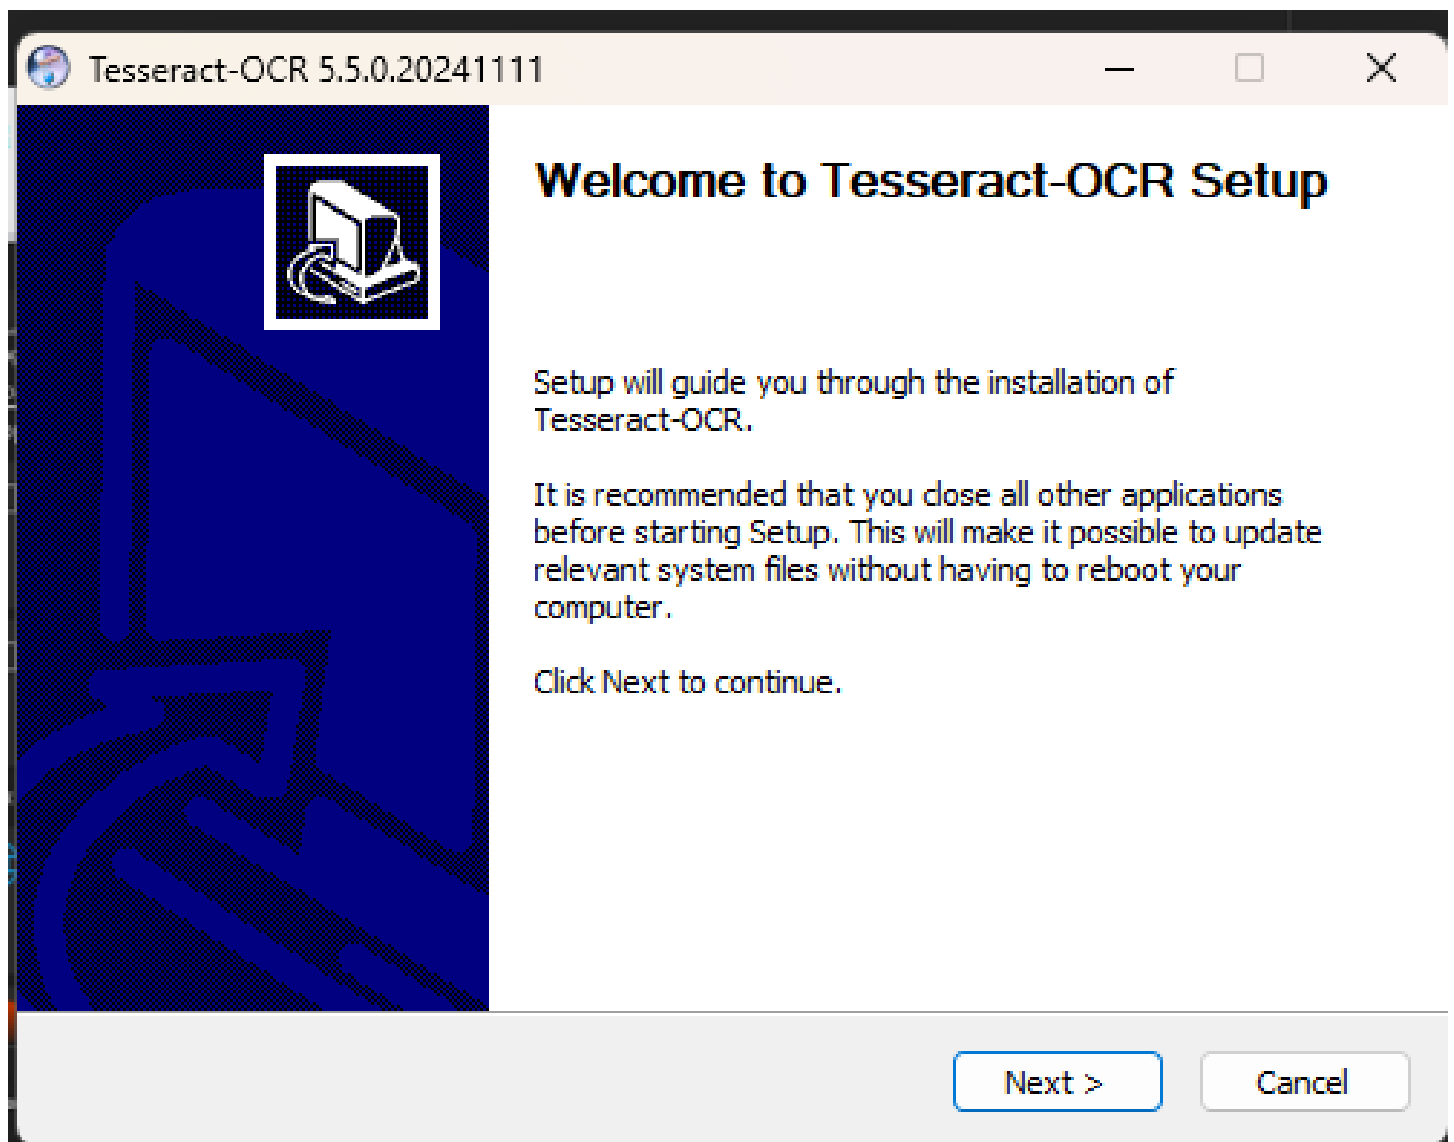 Tesseract-OCR 5.5.0.20241111
Welcome to Tesseract-OCR Setup
Setup will guide you through the installation of
Tesseract-OCR.
It is recommended that you close all other applications
before starting Setup. This will make it possible to update
relevant system files without having to reboot your
computer.
Click Next to continue.
Next >
Cancel